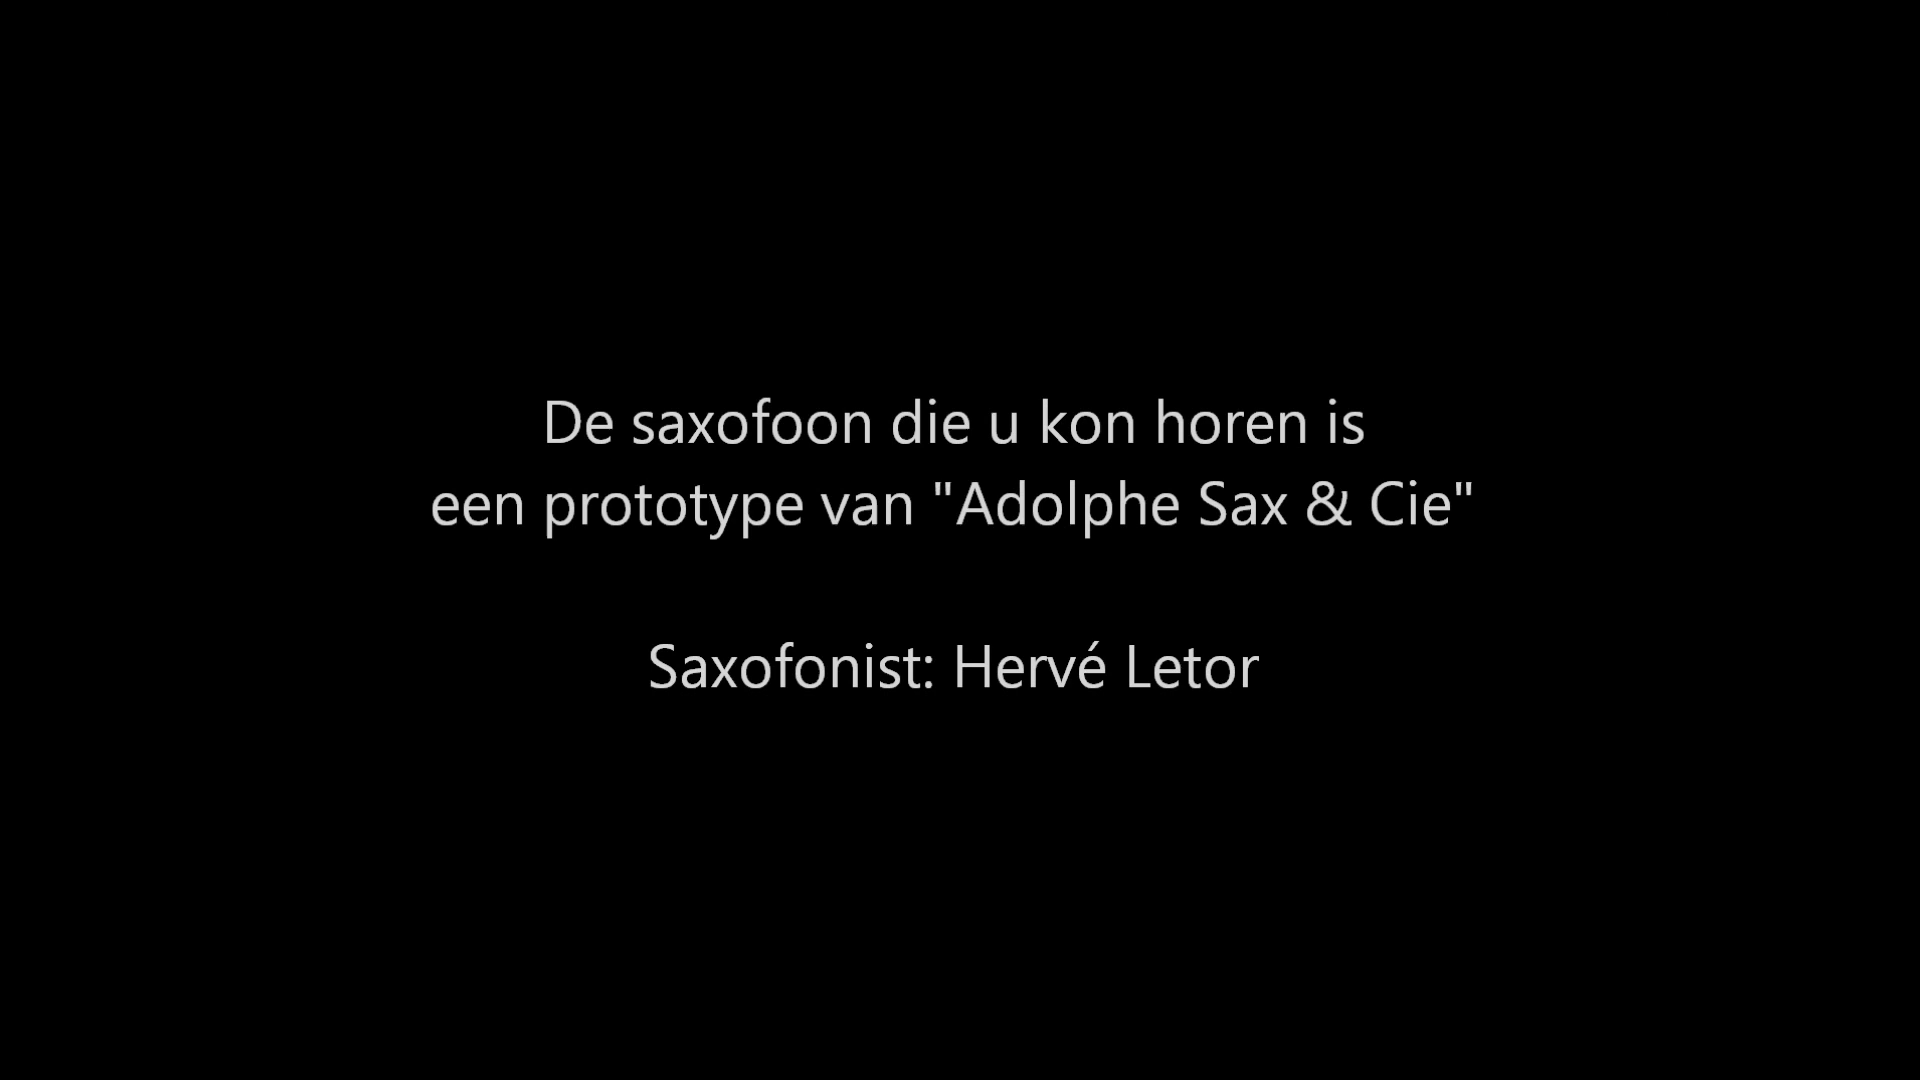 De saxofoon die u kon horen is
een prototype van "Adolphe Sax & Cie"
Saxofonist: Hervé Letor